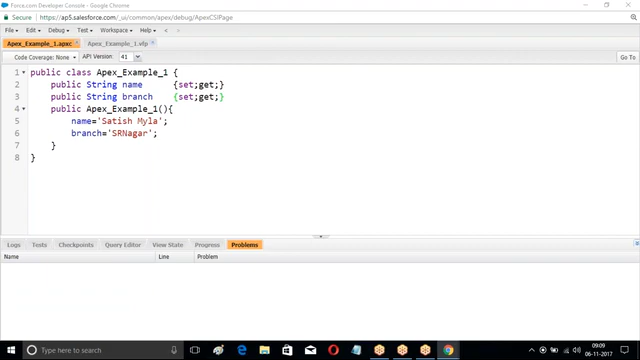 Force.com Developer Console - Google Chrome
Secure | https://ap5.salesforce.com/_ui/common/apex/debug/ApexCSIPage
File Edit Debug Test Workspace Help < >
Apex_Example_1.apxc × Apex_Example_1.vfp ×
Code Coverage: None API Version: 41 Go To
1 public class Apex_Example_1 {
2 public String name {set;get;}
3 public String branch {set;get;}
4 public Apex_Example_1(){
5 name='Satish Myla';
6 branch='SRNagar';
7 }
8 }
Logs Tests Checkpoints Query Editor View State Progress Problems
Name Line Problem
Type here to search
09:09
06-11-2017